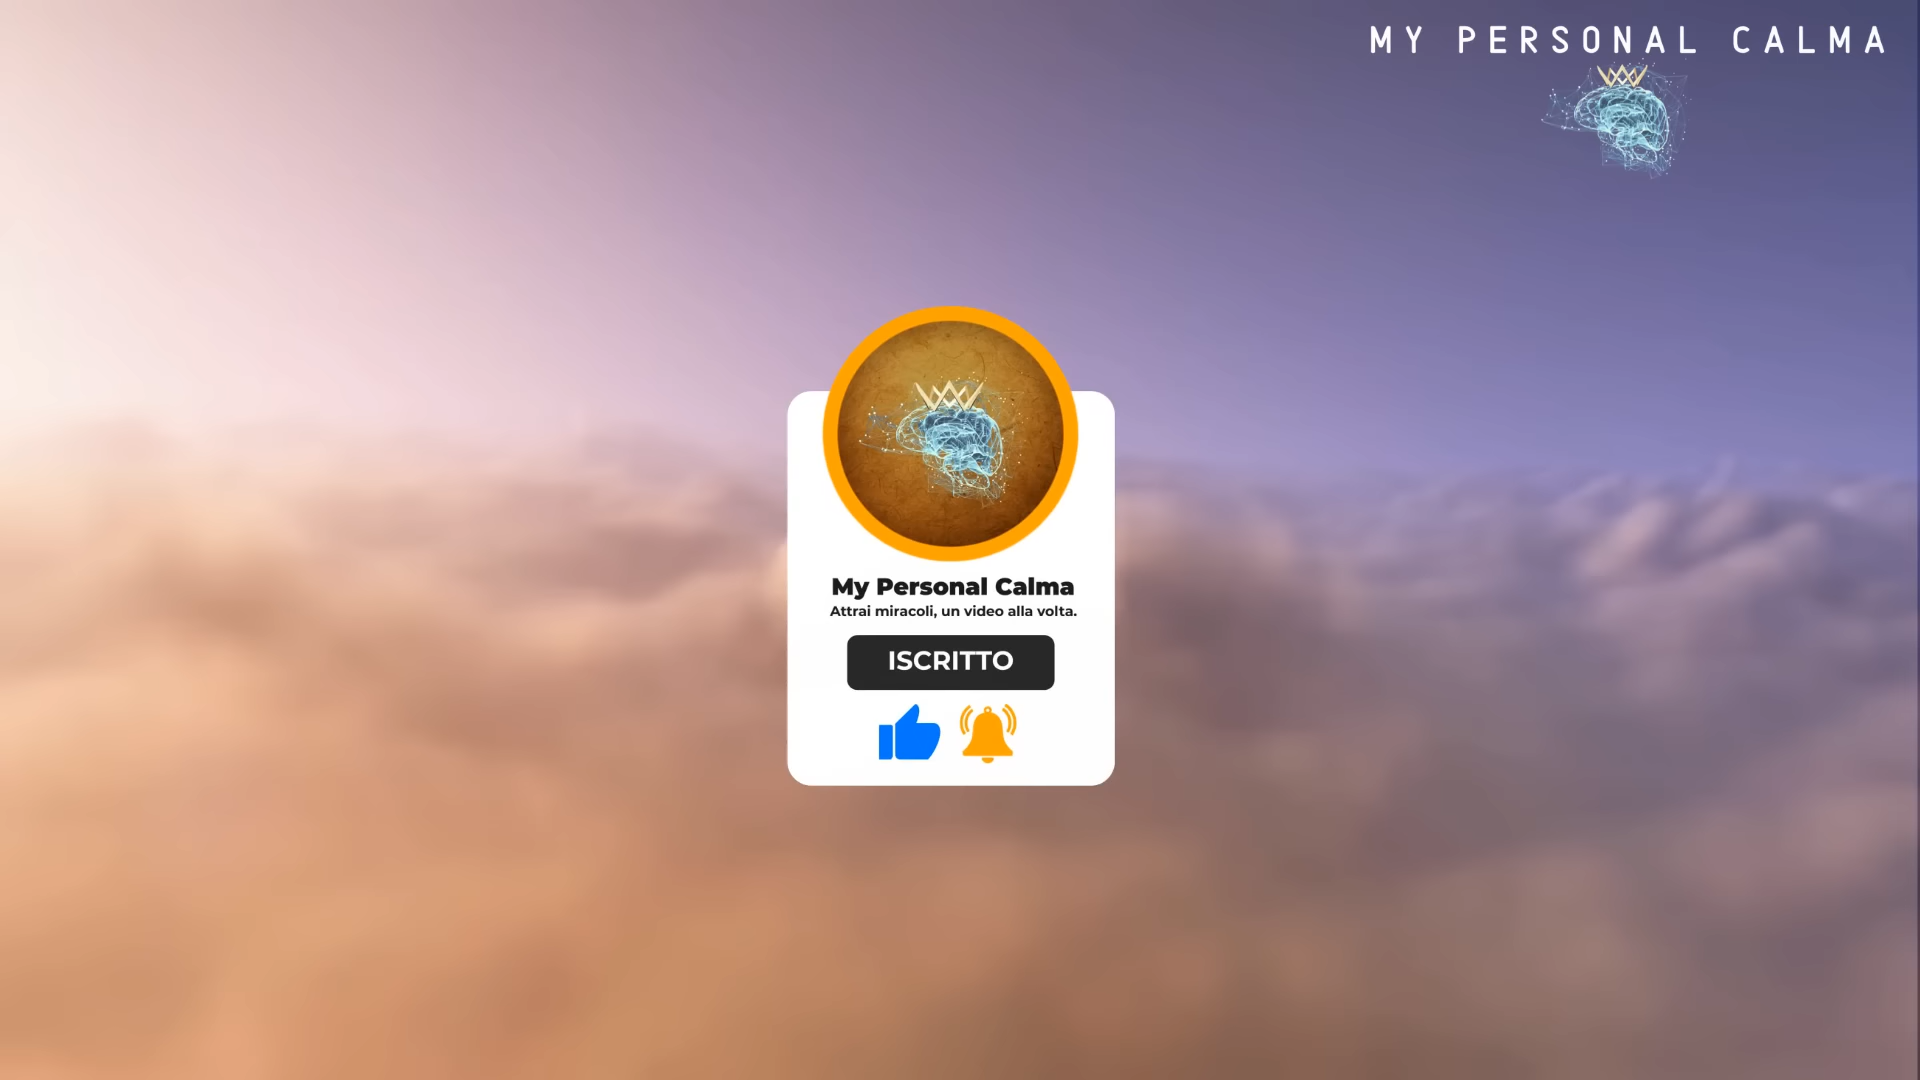 MY PERSONAL CALMA
My Personal Calma
Attrai miracoli, un video alla volta.
ISCRITTO